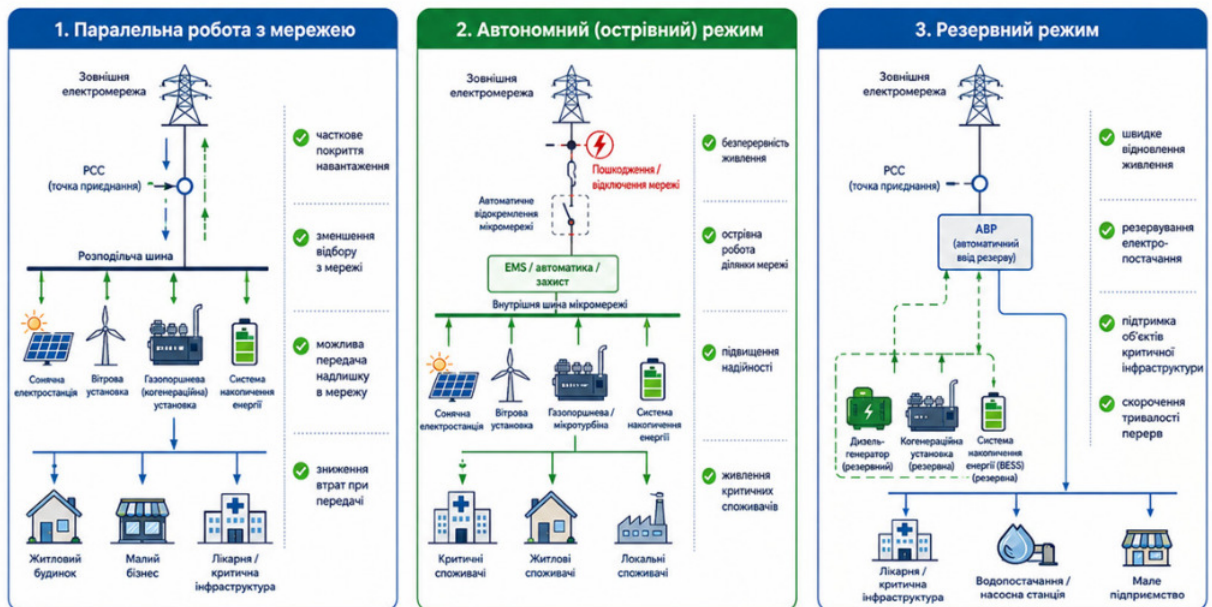 1. Паралельна робота з мережею
Зовнішня
електромережа
PCC
(точка приєднання)
Розподільча шина
Сонячна
електростанція
Вітрова
установка
Газопоршнева
(когенераційна)
установка
Система
накопичення
енергії
Житловий
будинок
Малий
бізнес
Лікарня /
критична
інфраструктура
часткове
покриття
навантаження
зменшення
відбору
з мережі
можлива
передача
надлишку
в мережу
зниження
втрат при
передачі
2. Автономний (острівний) режим
Зовнішня
електромережа
Пошкодження /
відключення мережі
Автоматичне
відокремлення
мікромережі
EMS / автоматика /
захист
Внутрішня шина мікромережі
Сонячна
електростанція
Вітрова
установка
Газопоршнева /
мікротурбіна
Система
накопичення
енергії
Критичні
споживачі
Житлові
споживачі
Локальні
споживачі
безперервність
живлення
острівна
робота
ділянки мережі
підвищення
надійності
живлення
критичних
споживачів
3. Резервний режим
Зовнішня
електромережа
PCC
(точка приєднання)
АВР
(автоматичний
ввід резерву)
Дизель-
генератор
(резервний)
Когенераційна
установка
(резервна)
Система
накопичення
енергії (BESS)
(резервна)
Лікарня /
критична
інфраструктура
Водопостачання /
насосна станція
Мале
підприємство
швидке
відновлення
живлення
резервування
електро-
постачання
підтримка
об'єктів
критичної
інфраструктури
скорочення
тривалості
перерв